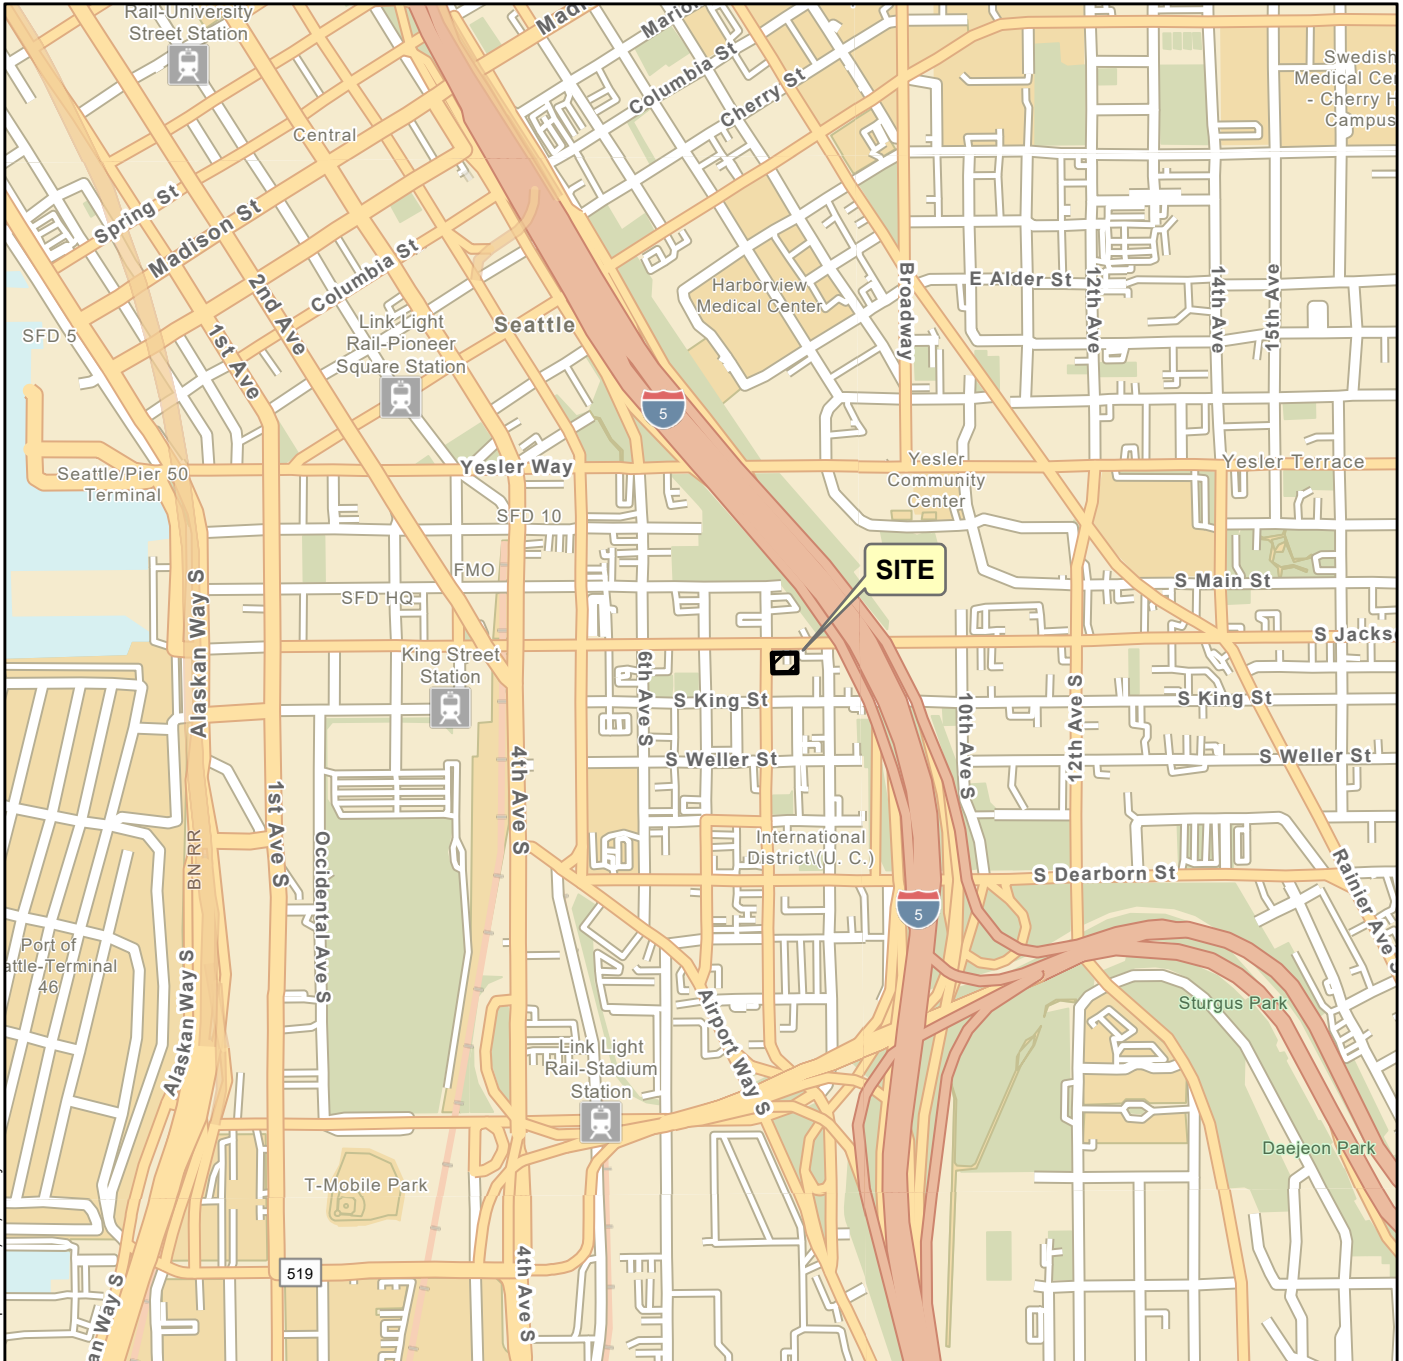 Rail-University
Street Station
Marion
Columbia St
Cherry St
Swedish
Medical Ce
- Cherry H
Campus
Central
Spring St
Madison St
Columbia St
2nd Ave
1st Ave
Link Light
Rail-Pioneer
Square Station
Seattle
SFD 5
Harborview
Medical Center
Broadway
E Alder St
12th Ave
14th Ave
15th Ave
5
Seattle/Pier 50
Terminal
Yesler Way
Yesler
Community
Center
Yesler Terrace
SFD 10
FMO
SFD HQ
SITE
S Main St
S Jacks
Alaskan Way S
King Street
Station
6th Ave S
S King St
S King St
10th Ave S
12th Ave S
S Weller St
S Weller St
4th Ave S
1st Ave S
Occidental Ave S
BN RR
International
District\(U. C.)
S Dearborn St
Rainier Ave S
5
Port of
attle-Terminal
46
Alaskan Way S
Airport Way S
Sturgus Park
Link Light
Rail-Stadium
Station
Daejeon Park
T-Mobile Park
519
4th Ave S
an Way S